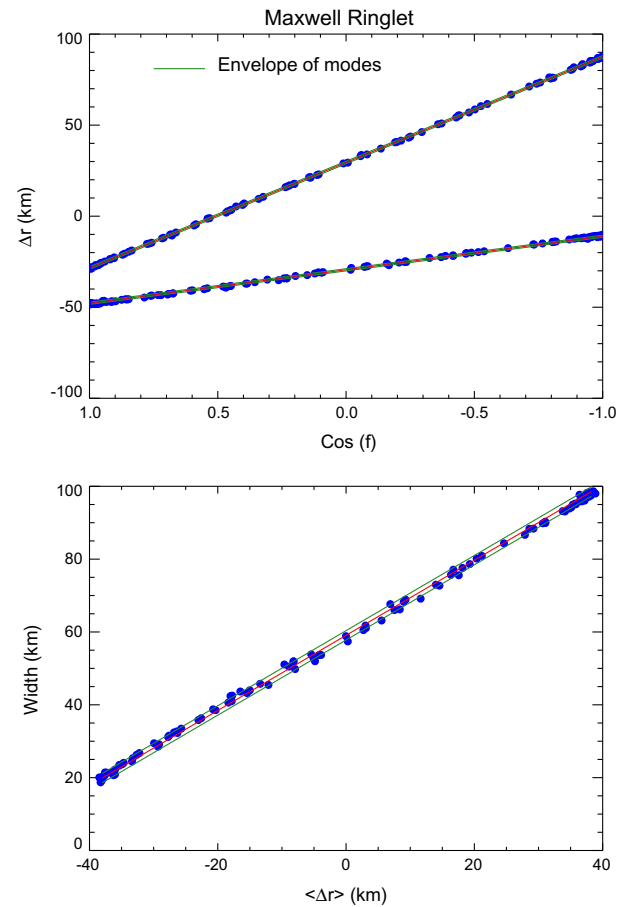 Maxwell Ringlet
100
50
0
-50
-100
Δr (km)
Envelope of modes
1.0 0.5 0.0 -0.5 -1.0
Cos (f)
100
80
60
40
20
0
Width (km)
-40 -20 0 20 40
<Δr> (km)